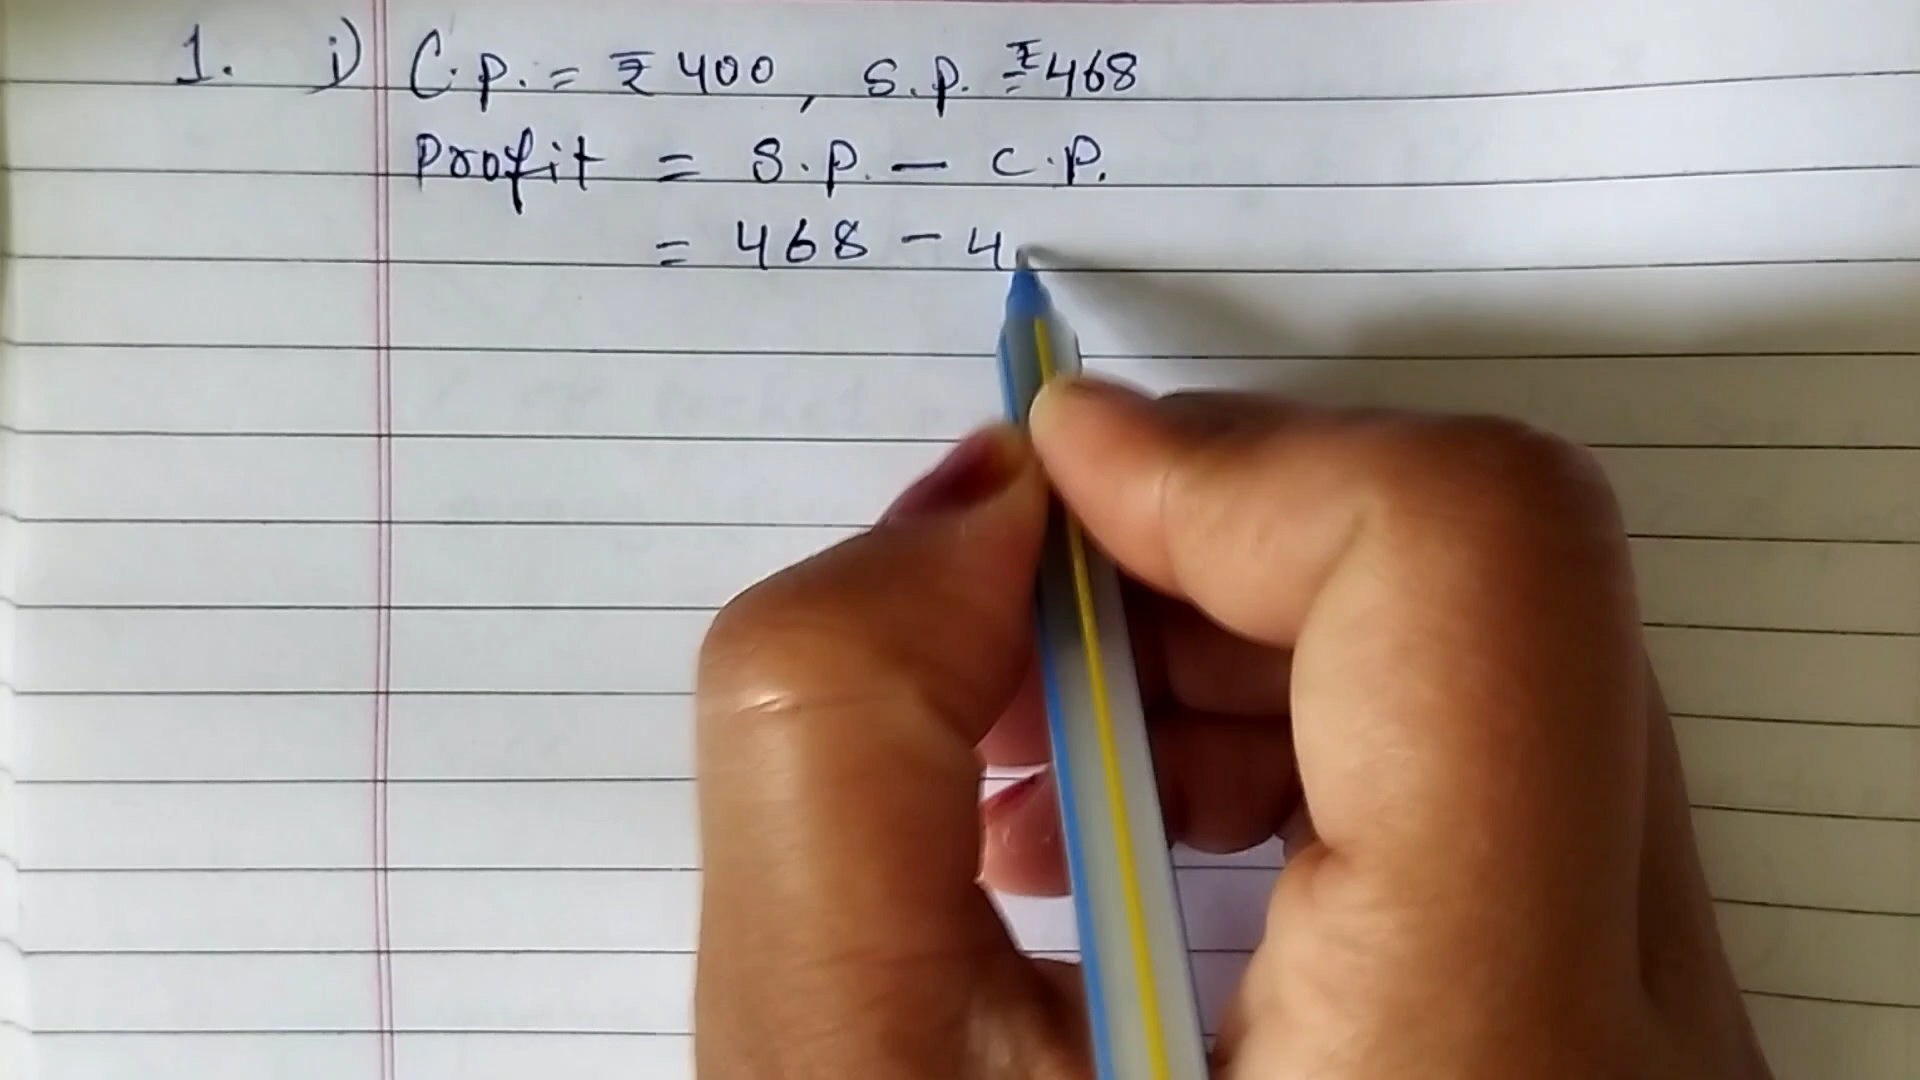 1. i) C.P. = ₹ 400, S.P. = ₹468
Profit = S.P. - C.P.
= 468 - 4